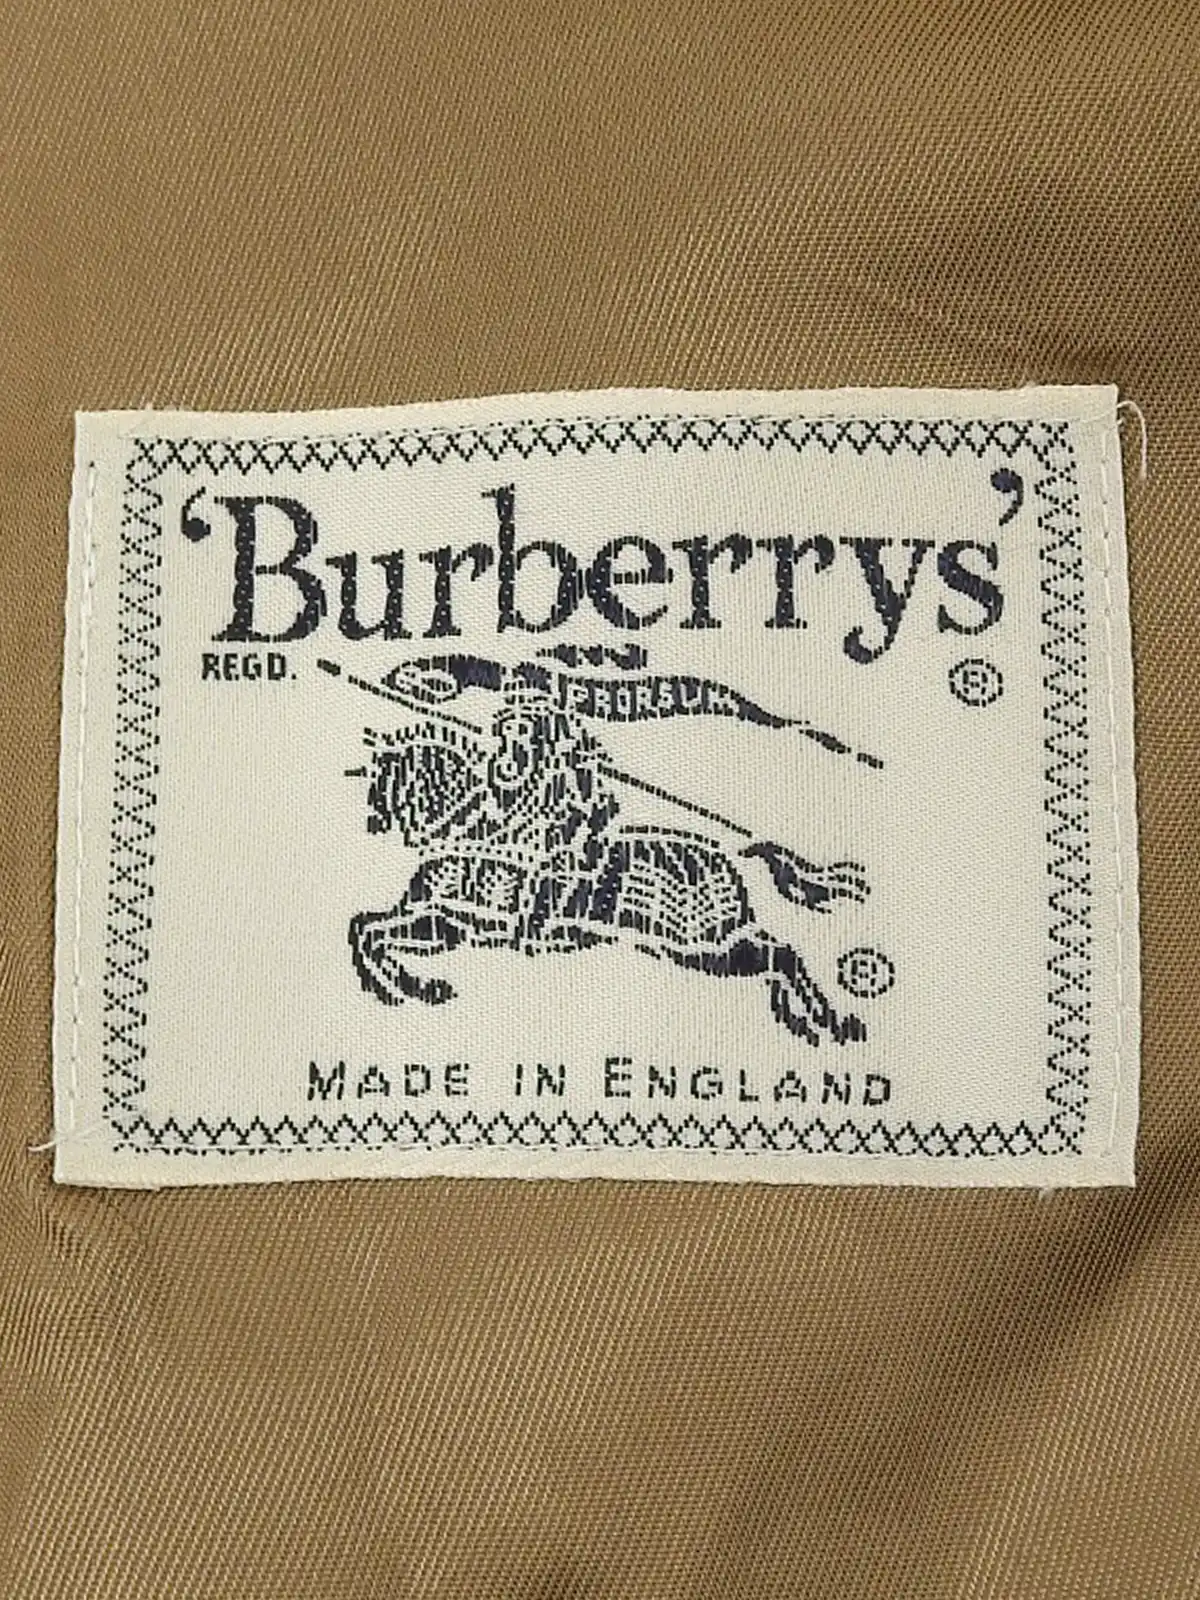 ‘Burberrys’
REGD. ®
PRORSUM
®
MADE IN ENGLAND